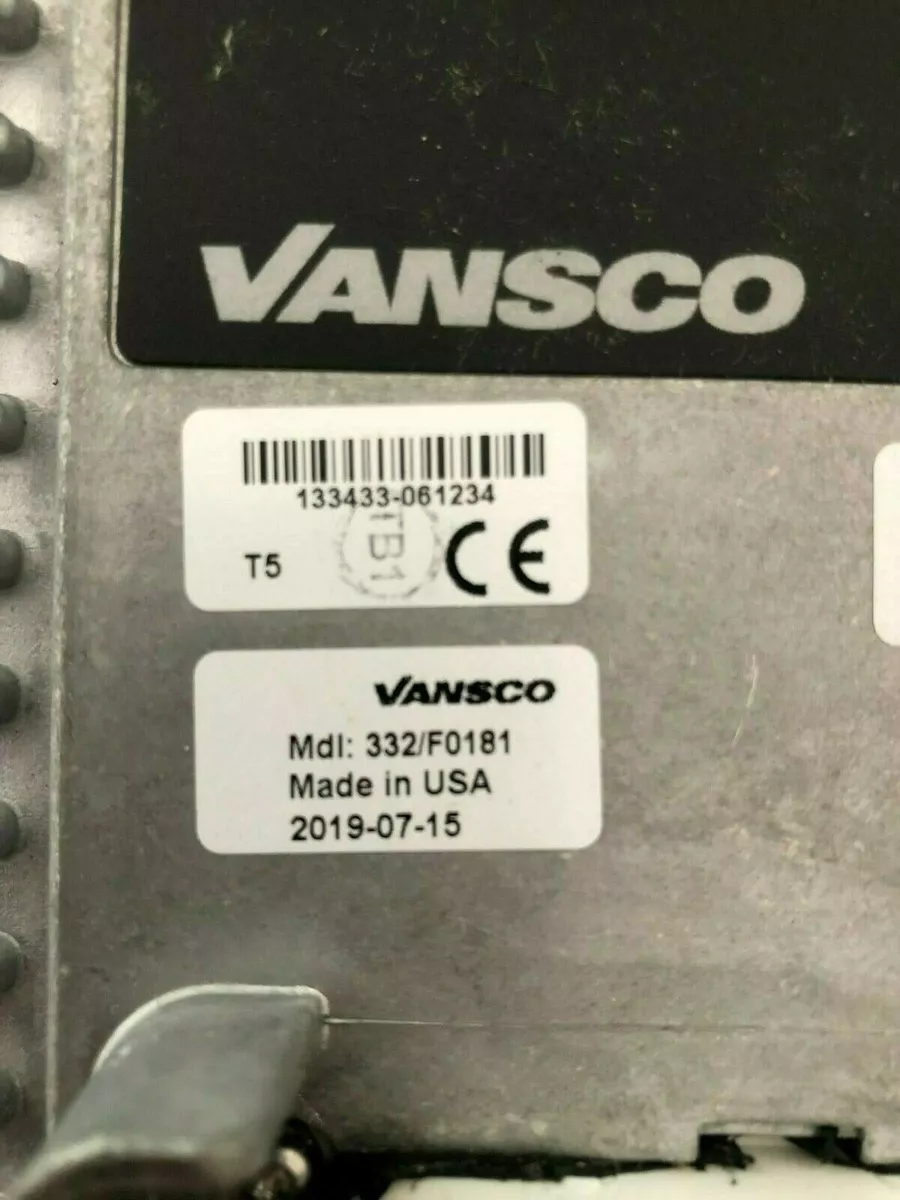 VANSCO
133433-061234
T5
TB1
CE
VANSCO
Mdl: 332/F0181
Made in USA
2019-07-15